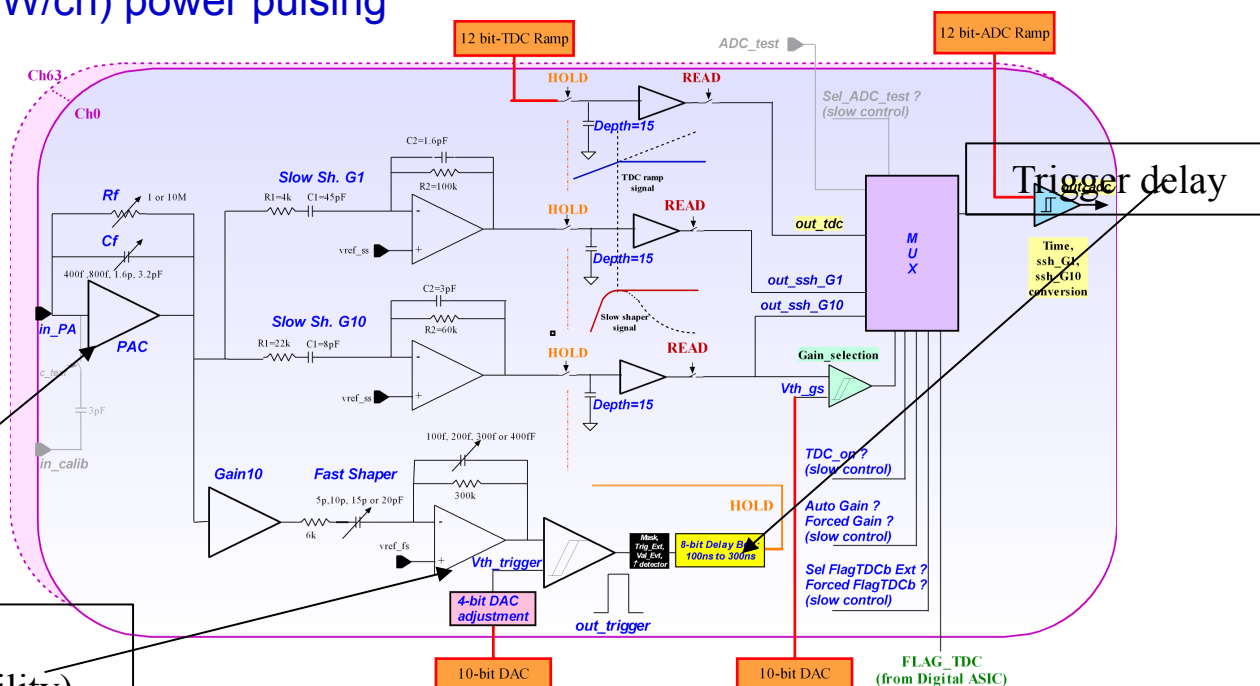 W/ch) power pulsing
12 bit-TDC Ramp
ADC_test
12 bit-ADC Ramp
Ch63
Ch0
HOLD
READ
Sel_ADC_test ?
(slow control)
Depth=15
Trigger delay
C2=1.6pF
R2=100k
TDC ramp
signal
Rf
1 or 10M
Slow Sh. G1
R1=4k
C1=45pF
HOLD
READ
out_tdc
M
U
X
Cf
400f ,800f, 1.6p, 3.2pF
vref_ss
Depth=15
Time,
ssh_G1,
ssh_G10
conversion
out_ssh_G1
out_ssh_G10
in_PA
PAC
C2=3pF
R2=60k
Slow shaper
signal
Slow Sh. G10
R1=22k
C1=8pF
HOLD
READ
Gain_selection
Vth_gs
vref_ss
Depth=15
3pF
in_calib
100f, 200f, 300f or 400fF
300k
TDC_on ?
(slow control)
Gain10
Fast Shaper
5p,10p, 15p or 20pF
6k
HOLD
Auto Gain ?
Forced Gain ?
(slow control)
vref_fs
Vth_trigger
Mask,
Trig_Ext,
Val_Evt,
↑ detector
8-bit Delay
100ns to 300ns
Sel FlagTDCb Ext ?
Forced FlagTDCb ?
(slow control)
4-bit DAC
adjustment
out_trigger
10-bit DAC
10-bit DAC
FLAG_TDC
(from Digital ASIC)
ility)